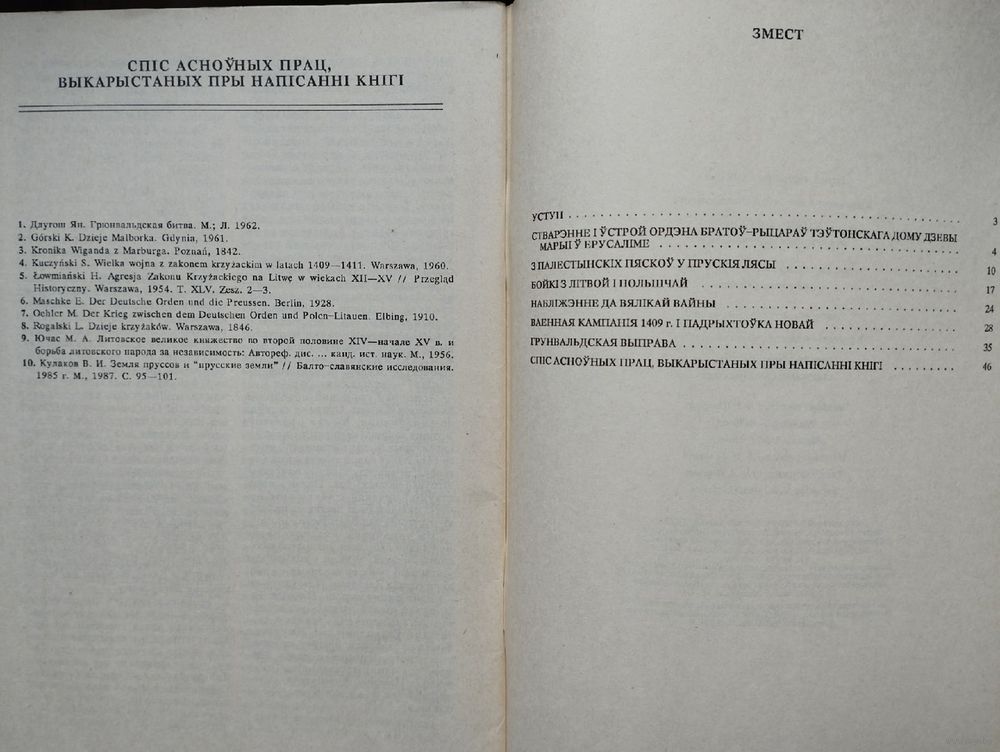 СПІС АСНОЎНЫХ ПРАЦ,
ВЫКАРЫСТАНЫХ ПРЫ НАПІСАННІ КНІГІ
1. Длугош Ян. Грюнвальдская битва. М.; Л. 1962.
2. Górski K. Dzieje Malborka. Gdynia, 1961.
3. Kronika Wiganda z Marburga. Poznań, 1842.
4. Kuczyński S. Wielka wojna z zakonem krzyżackim w latach 1409—1411. Warszawa, 1960.
5. Łowmiański H. Agresja Zakonu Krzyżackiego na Litwę w wiekach XII—XV // Przegląd
Historyczny. Warszawa, 1954. T. XLV. Zesz. 2—3.
6. Maschke E. Der Deutsche Orden und die Preussen. Berlin, 1928.
7. Oehler M. Der Krieg zwischen dem Deutschen Orden und Polen-Litauen. Elbing, 1910.
8. Rogalski L. Dzieje krzyżaków. Warszawa, 1846.
9. Ючас М. А. Литовское великое княжество по второй половине XIV—начале XV в. и
борьба литовского народа за независимость: Автореф. дис. ... канд. ист. наук. М., 1956.
10. Кулаков В. И. Земля пруссов и "прусские земли" // Балто-славянские исследования.
1985 г. М., 1987. С. 95—101.
ЗМЕСТ
УСТУП . . . . . . . . . . . . . . . . . . . . 3
СТВАРЭННЕ І ЎСТРОЙ ОРДЭНА БРАТОЎ-РЫЦАРАЎ ТЭЎТОНСКАГА ДОМУ ДЗЕВЫ
МАРЫІ Ў ЕРУСАЛІМЕ . . . . . . . . . . . . . . . . 4
З ПАЛЕСТЫНСКІХ ПЯСКОЎ У ПРУСКІЯ ЛЯСЫ . . . . . . . . . . 10
БОЙКІ З ЛІТВОЙ І ПОЛЬШЧАЙ . . . . . . . . . . . . . . 17
НАБЛІЖЭННЕ ДА ВЯЛІКАЙ ВАЙНЫ . . . . . . . . . . . . . 24
ВАЕННАЯ КАМПАНІЯ 1409 г. І ПАДРЫХТОЎКА НОВАЙ . . . . . . . . 28
ГРУНВАЛЬДСКАЯ ВЫПРАВА . . . . . . . . . . . . . . . 35
СПІС АСНОЎНЫХ ПРАЦ, ВЫКАРЫСТАНЫХ ПРЫ НАПІСАННІ КНІГІ . . . . . . 46